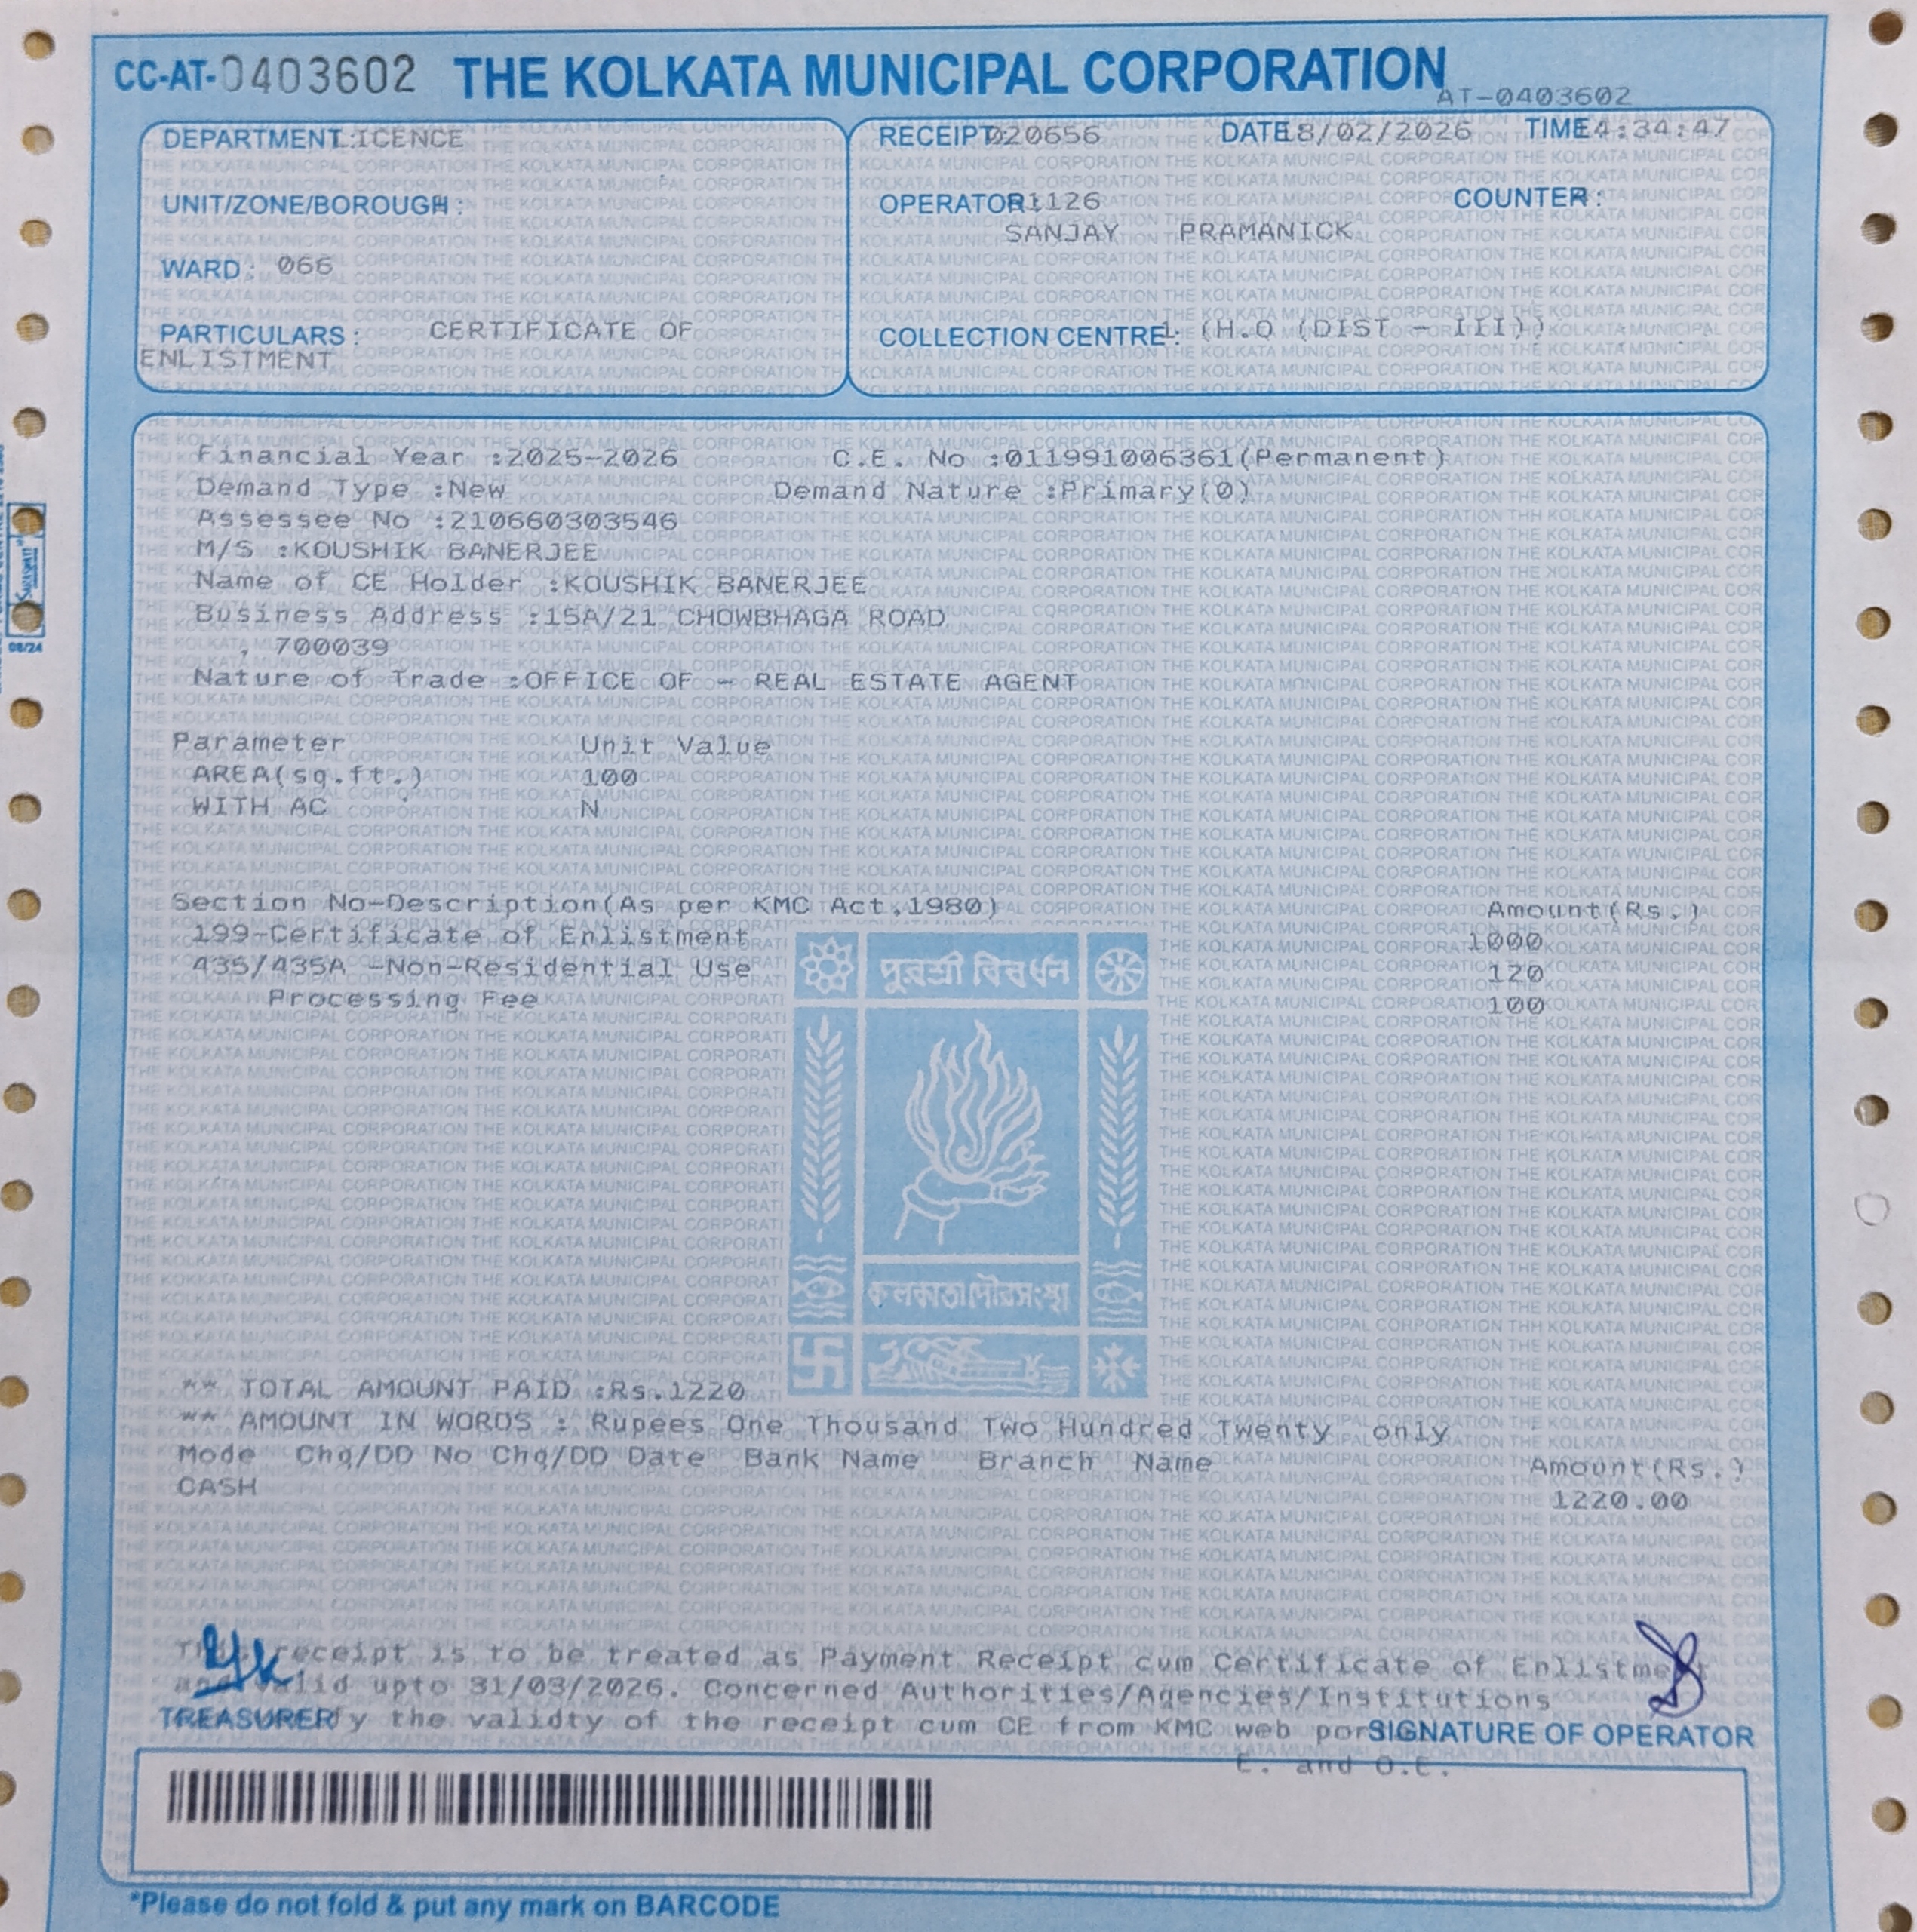 CC-AT-0403602 THE KOLKATA MUNICIPAL CORPORATION
AT-0403602
DEPARTMENT:LICENCE
RECEIPT 020656 DATE 18/02/2026 TIME 4:34:47
UNIT/ZONE/BOROUGH:
OPERATOR R1126 COUNTER:
SANJAY PRAMANICK
WARD: 066
PARTICULARS: CERTIFICATE OF
ENLISTMENT
COLLECTION CENTRE: 1 (H.Q (DIST - III))
Financial Year :2025-2026 C.E. No :011991006361(Permanent)
Demand Type :New Demand Nature :Primary(0)
Assessee No :210660303546
M/S :KOUSHIK BANERJEE
Name of CE Holder :KOUSHIK BANERJEE
Business Address :15A/21 CHOWBHAGA ROAD
, 700039
Nature of Trade :OFFICE OF - REAL ESTATE AGENT
Parameter Unit Value
AREA(sq.ft.) 100
WITH AC N
Section No-Description(As per KMC Act,1980) Amount(Rs.)
199-Certificate of Enlistment 1000
435/435A -Non-Residential Use 120
Processing Fee 100
পুরশ্রী বিবর্ধন
কলকাতা পৌরসংস্থা
** TOTAL AMOUNT PAID :Rs.1220
** AMOUNT IN WORDS : Rupees One Thousand Two Hundred Twenty only
Mode Chq/DD No Chq/DD Date Bank Name Branch Name Amount(Rs.)
CASH 1220.00
receipt is to be treated as Payment Receipt cum Certificate of Enlistment
valid upto 31/03/2026. Concerned Authorities/Agencies/Institutions
TREASURER the validty of the receipt cum CE from KMC web SIGNATURE OF OPERATOR
E. and O.E.
*Please do not fold & put any mark on BARCODE
08/24